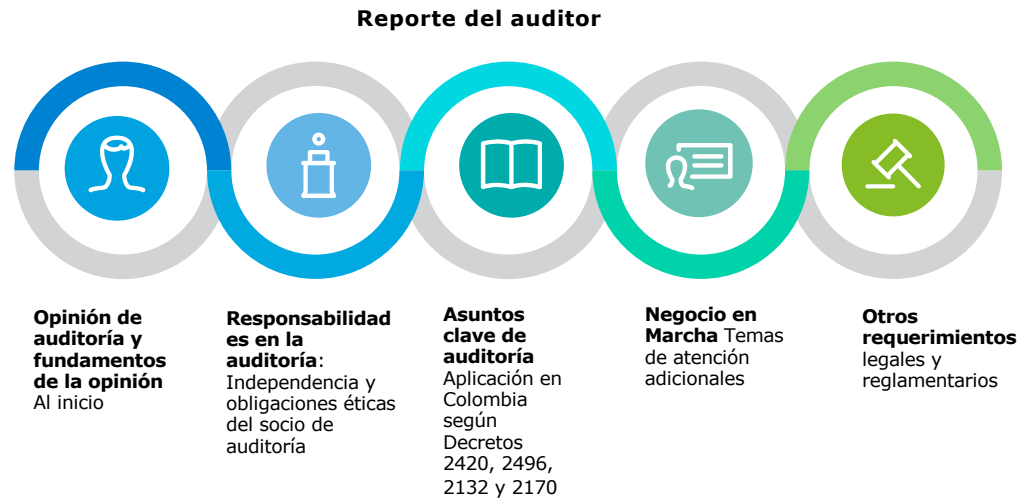 Reporte del auditor
Opinión de
auditoría y
fundamentos
de la opinión
Al inicio
Responsabilidad
es en la
auditoría:
Independencia y
obligaciones éticas
del socio de
auditoría
Asuntos
clave de
auditoría
Aplicación en
Colombia
según
Decretos
2420, 2496,
2132 y 2170
Negocio en
Marcha Temas
de atención
adicionales
Otros
requerimientos
legales y
reglamentarios